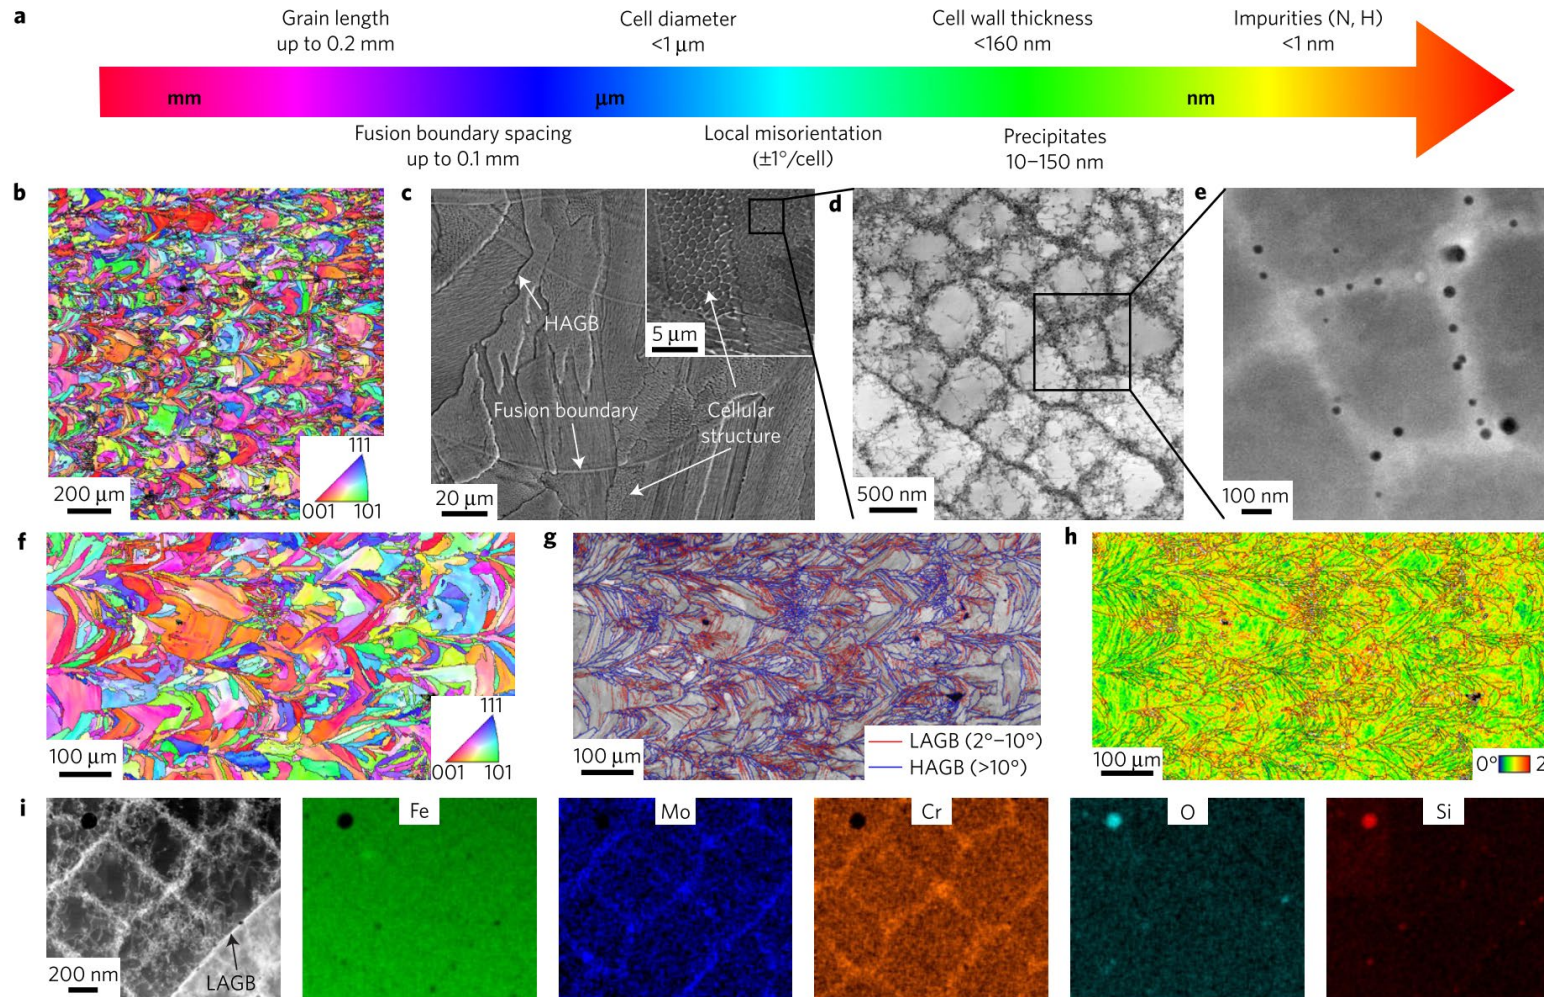 a
Grain length
up to 0.2 mm
Cell diameter
<1 μm
Cell wall thickness
<160 nm
Impurities (N, H)
<1 nm
mm
μm
nm
Fusion boundary spacing
up to 0.1 mm
Local misorientation
(±1°/cell)
Precipitates
10–150 nm
b
111
001
101
200 μm
c
HAGB
5 μm
Fusion boundary
Cellular
structure
20 μm
d
500 nm
e
100 nm
f
111
001
101
100 μm
g
100 μm
LAGB (2°–10°)
HAGB (>10°)
h
100 μm
0°
2
i
200 nm
LAGB
Fe
Mo
Cr
O
Si